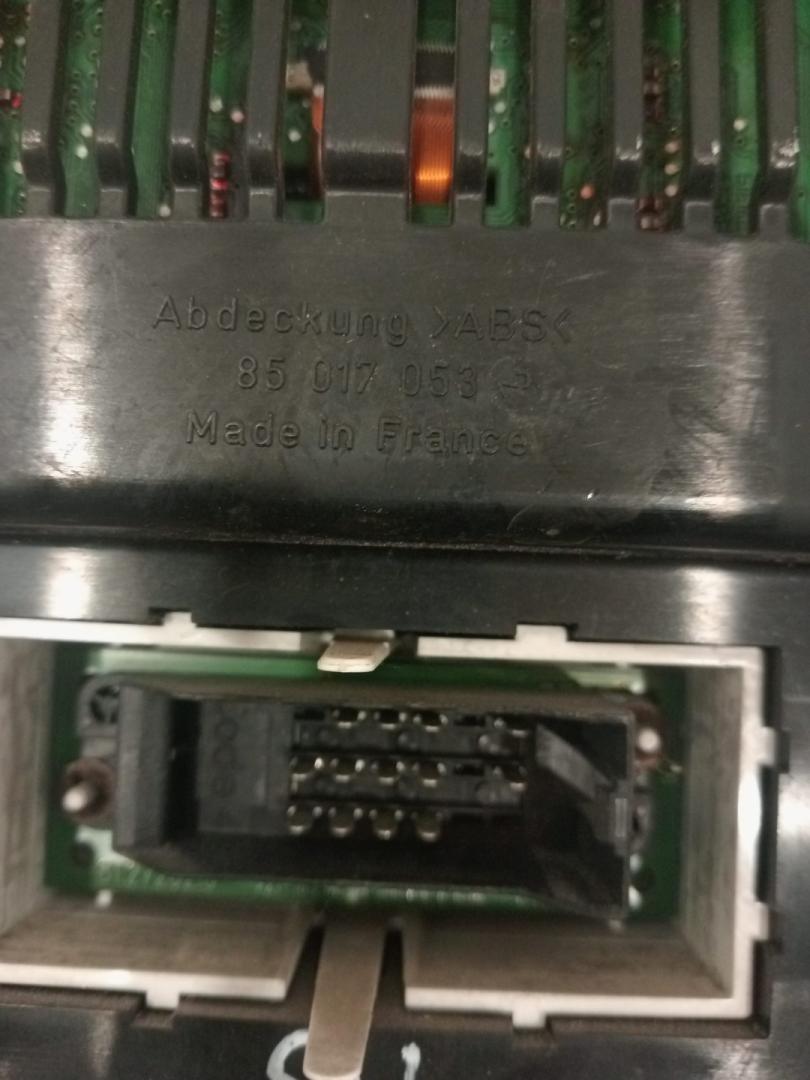 Abdeckung >ABS<
85 017 053
Made in France